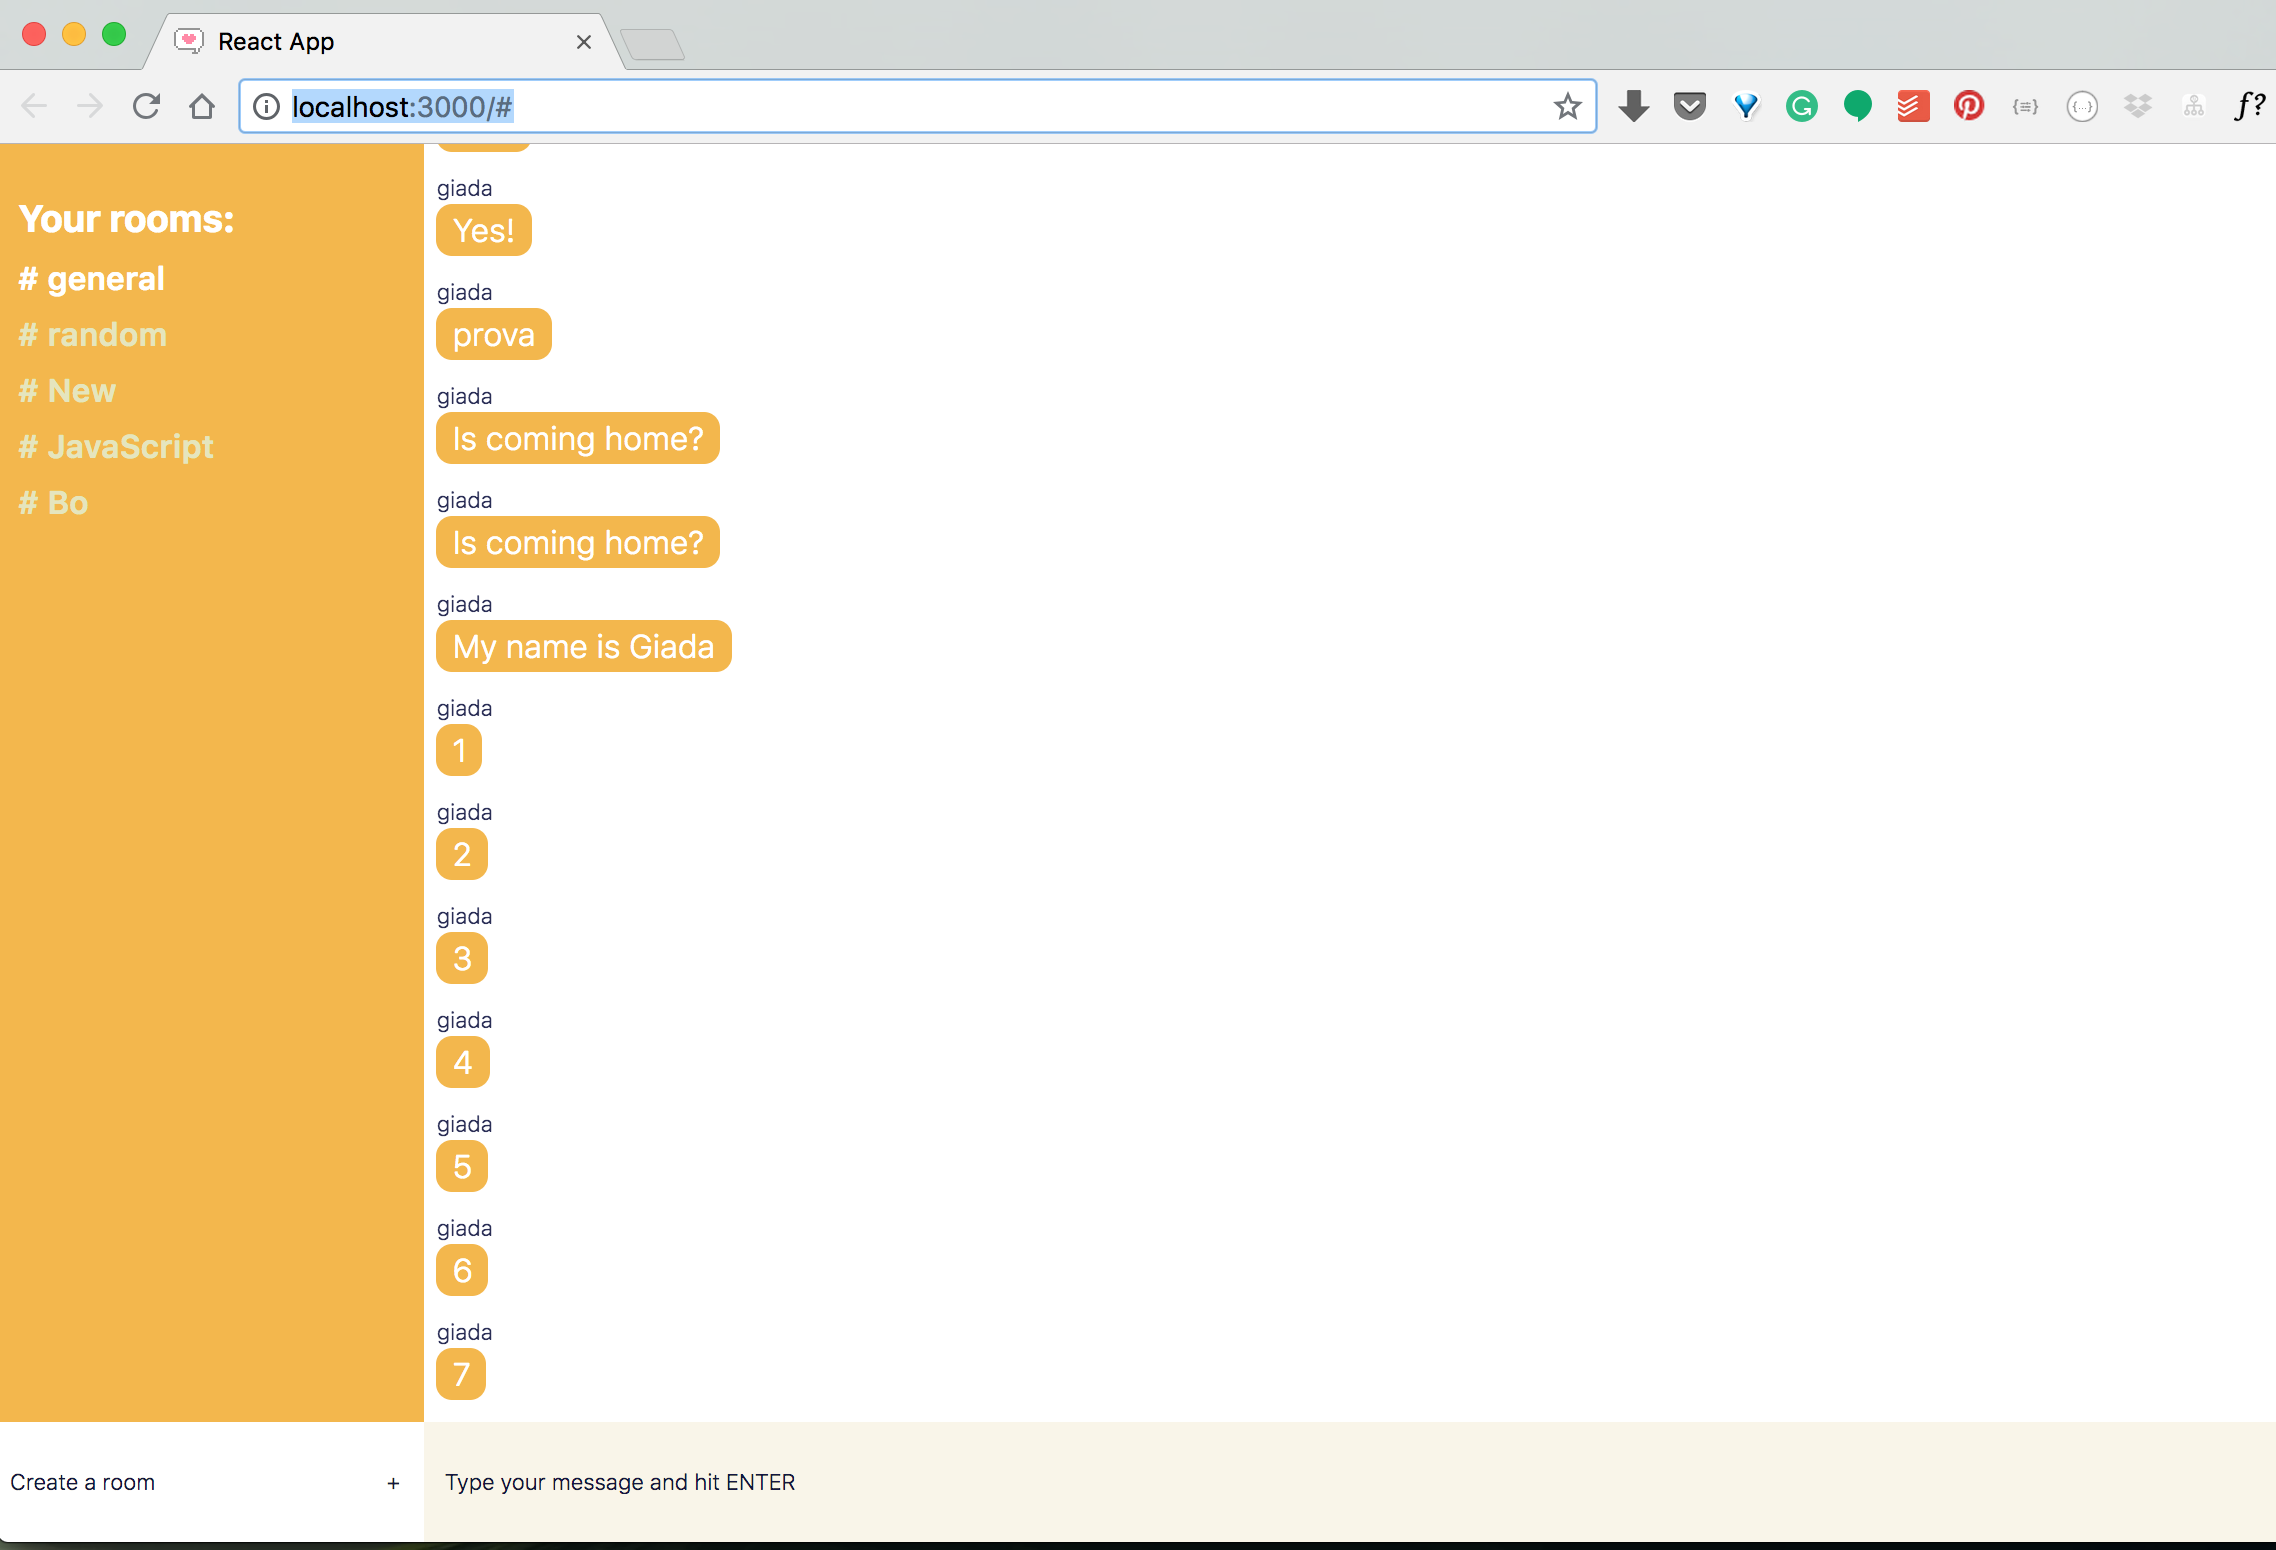 React App
localhost:3000/#
f?
Your rooms:
# general
# random
# New
# JavaScript
# Bo
giada
Yes!
giada
prova
giada
Is coming home?
giada
Is coming home?
giada
My name is Giada
giada
1
giada
2
giada
3
giada
4
giada
5
giada
6
giada
7
Create a room +
Type your message and hit ENTER